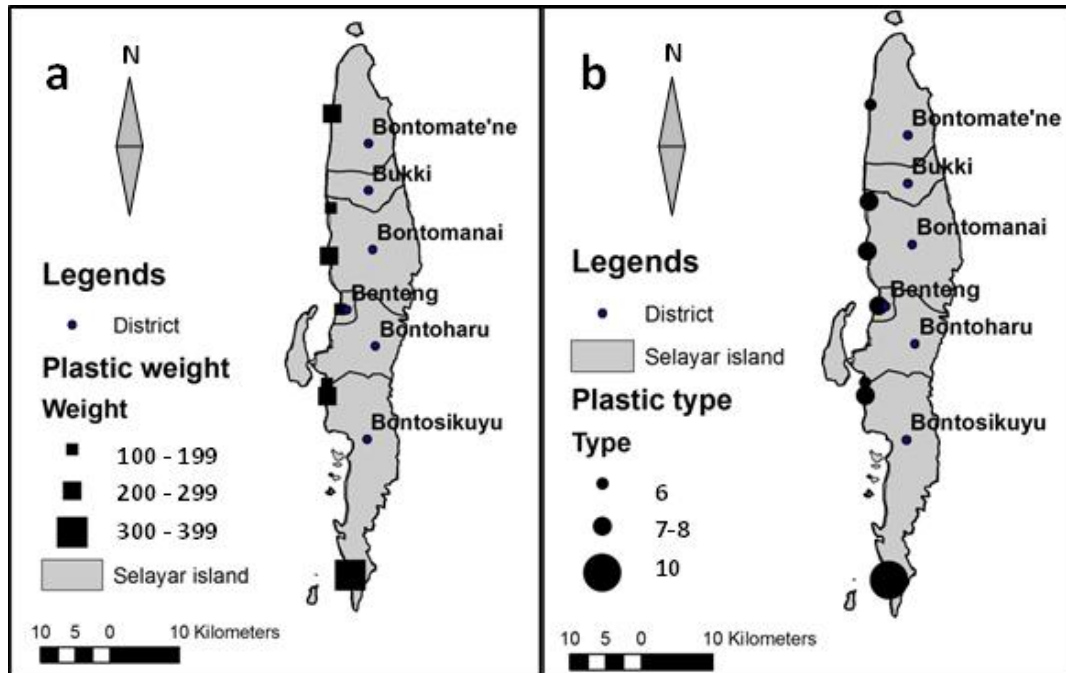 a
N
Bontomate'ne
Bukki
Bontomanai
Benteng
Bontoharu
Bontosikuyu
Legends
District
Plastic weight
Weight
100 - 199
200 - 299
300 - 399
Selayar island
10 5 0 10 Kilometers
b
N
Bontomate'ne
Bukki
Bontomanai
Benteng
Bontoharu
Bontosikuyu
Legends
District
Selayar island
Plastic type
Type
6
7-8
10
10 5 0 10 Kilometers